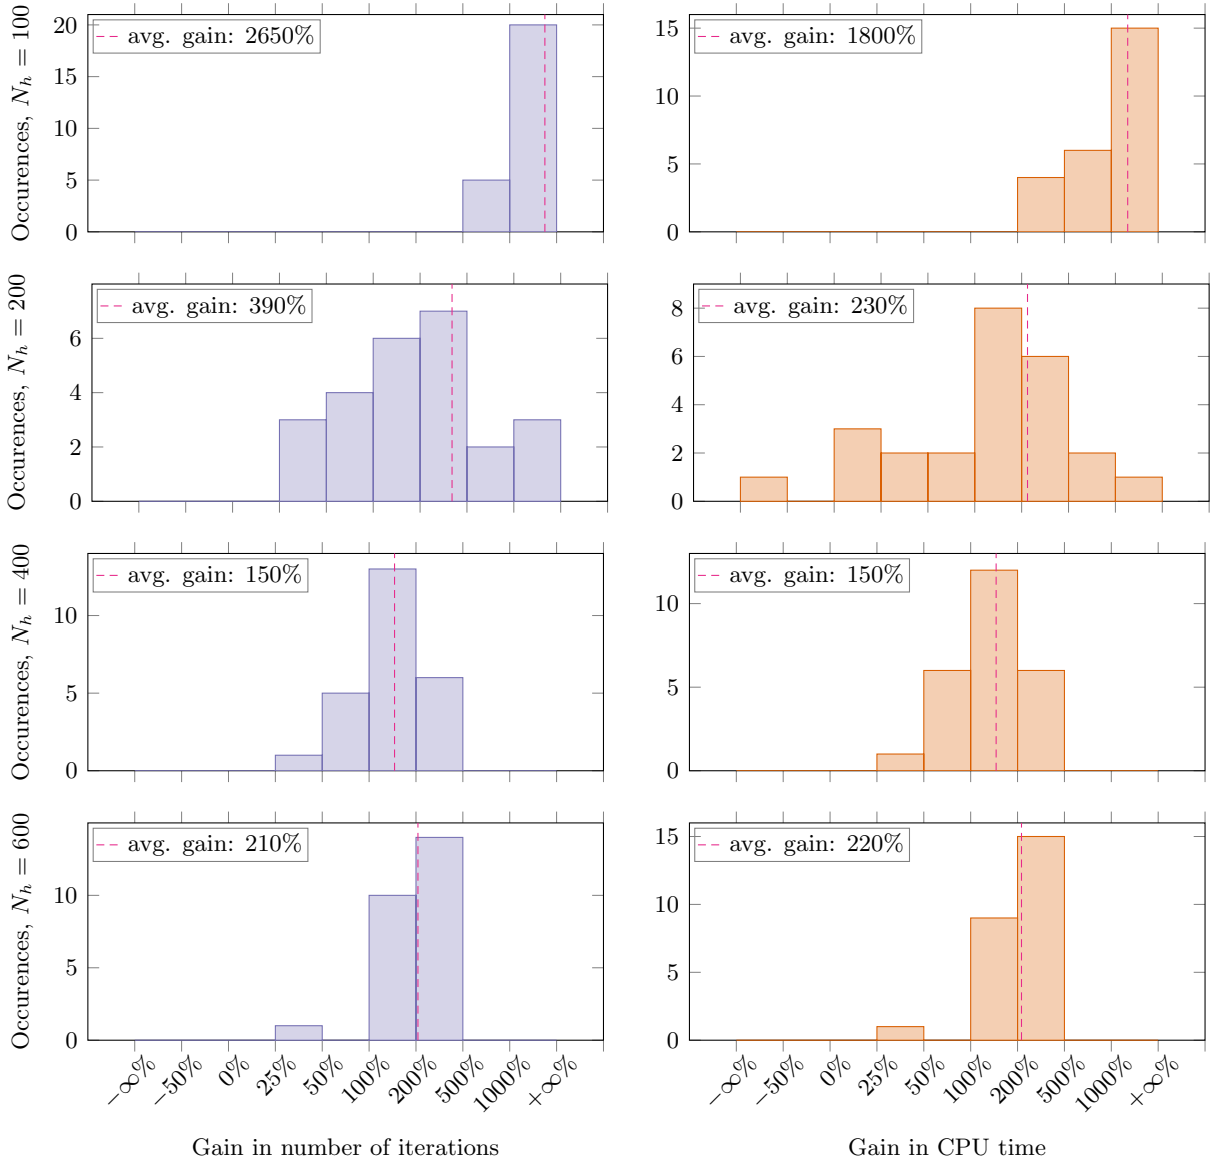 Occurences, N_h = 100
20
15
10
5
0
avg. gain: 2650%
15
10
5
0
avg. gain: 1800%
Occurences, N_h = 200
6
4
2
0
avg. gain: 390%
8
6
4
2
0
avg. gain: 230%
Occurences, N_h = 400
10
5
0
avg. gain: 150%
10
5
0
avg. gain: 150%
Occurences, N_h = 600
10
5
0
avg. gain: 210%
15
10
5
0
avg. gain: 220%
−∞% −50% 0% 25% 50% 100% 200% 500% 1000% +∞%
Gain in number of iterations
−∞% −50% 0% 25% 50% 100% 200% 500% 1000% +∞%
Gain in CPU time